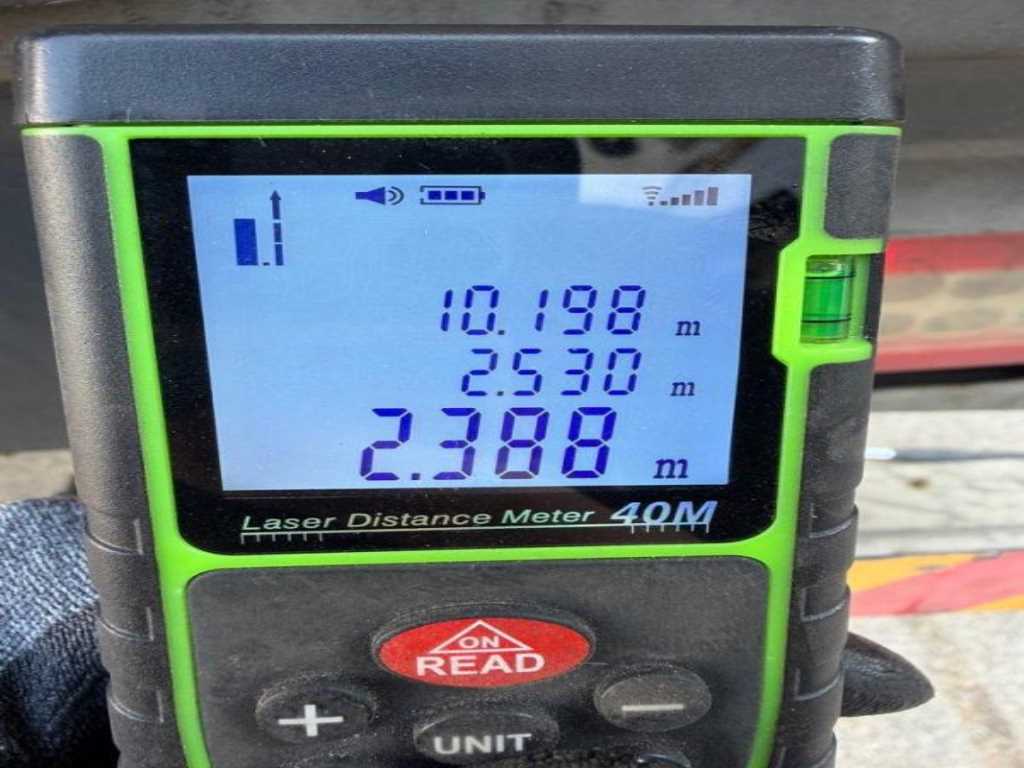 10.198 m
2.530 m
2.388 m
Laser Distance Meter 40M
ON
READ
UNIT